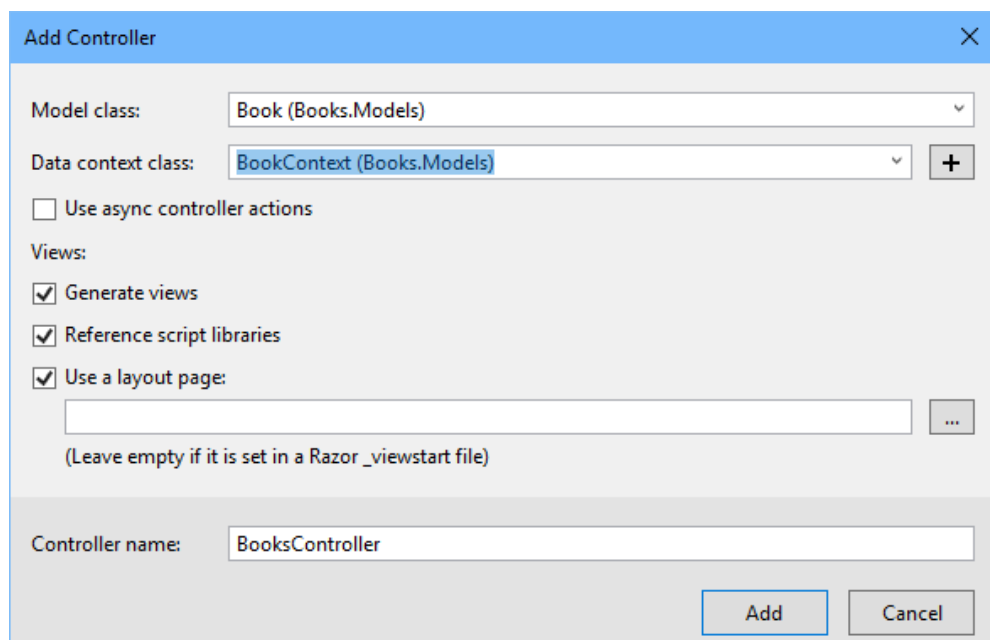 Add Controller
Model class: Book (Books.Models)
Data context class: BookContext (Books.Models) +
Use async controller actions
Views:
Generate views
Reference script libraries
Use a layout page:
...
(Leave empty if it is set in a Razor _viewstart file)
Controller name: BooksController
Add Cancel